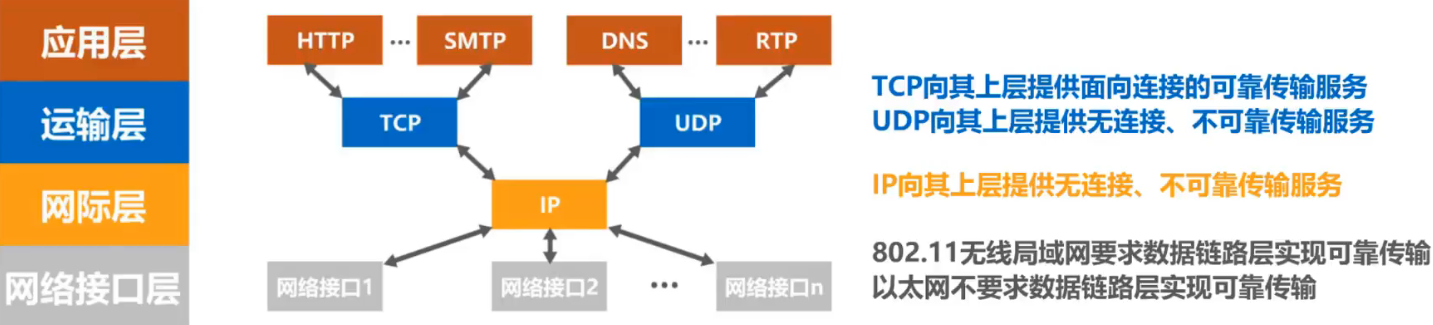 应用层
HTTP ··· SMTP DNS ··· RTP
运输层
TCP UDP
TCP向其上层提供面向连接的可靠传输服务
UDP向其上层提供无连接、不可靠传输服务
网际层
IP
IP向其上层提供无连接、不可靠传输服务
网络接口层
网络接口1 网络接口2 ··· 网络接口n
802.11无线局域网要求数据链路层实现可靠传输
以太网不要求数据链路层实现可靠传输